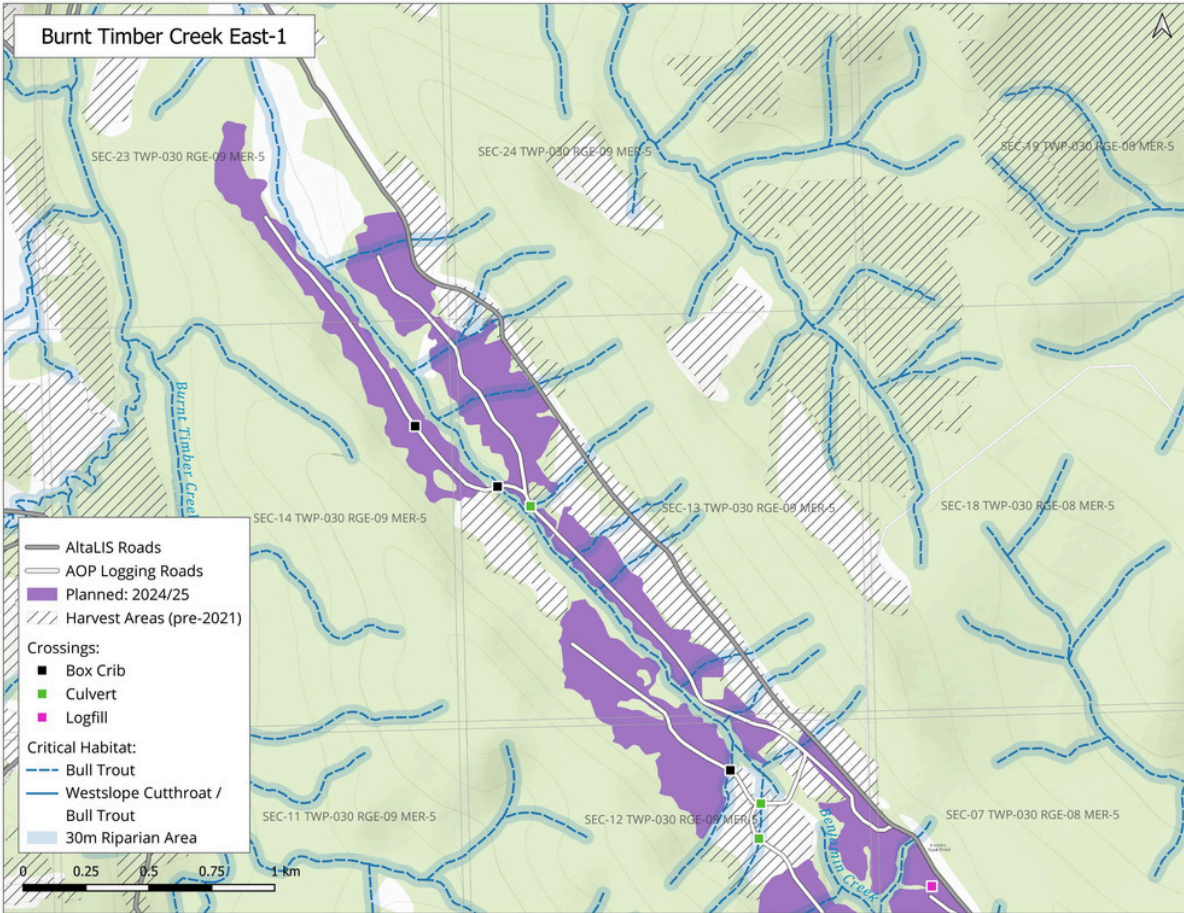 Burnt Timber Creek East-1
SEC-23 TWP-030 RGE-09 MER-5
SEC-24 TWP-030 RGE-09 MER-5
SEC-19 TWP-030 RGE-08 MER-5
Burnt Timber Creek
SEC-14 TWP-030 RGE-09 MER-5
SEC-13 TWP-030 RGE-09 MER-5
SEC-18 TWP-030 RGE-08 MER-5
AltaLIS Roads
AOP Logging Roads
Planned: 2024/25
Harvest Areas (pre-2021)
Crossings:
Box Crib
Culvert
Logfill
Critical Habitat:
Bull Trout
Westslope Cutthroat /
Bull Trout
30m Riparian Area
SEC-11 TWP-030 RGE-09 MER-5
SEC-12 TWP-030 RGE-09 MER-5
SEC-07 TWP-030 RGE-08 MER-5
Benjamin Creek
0 0.25 0.5 0.75 1 km